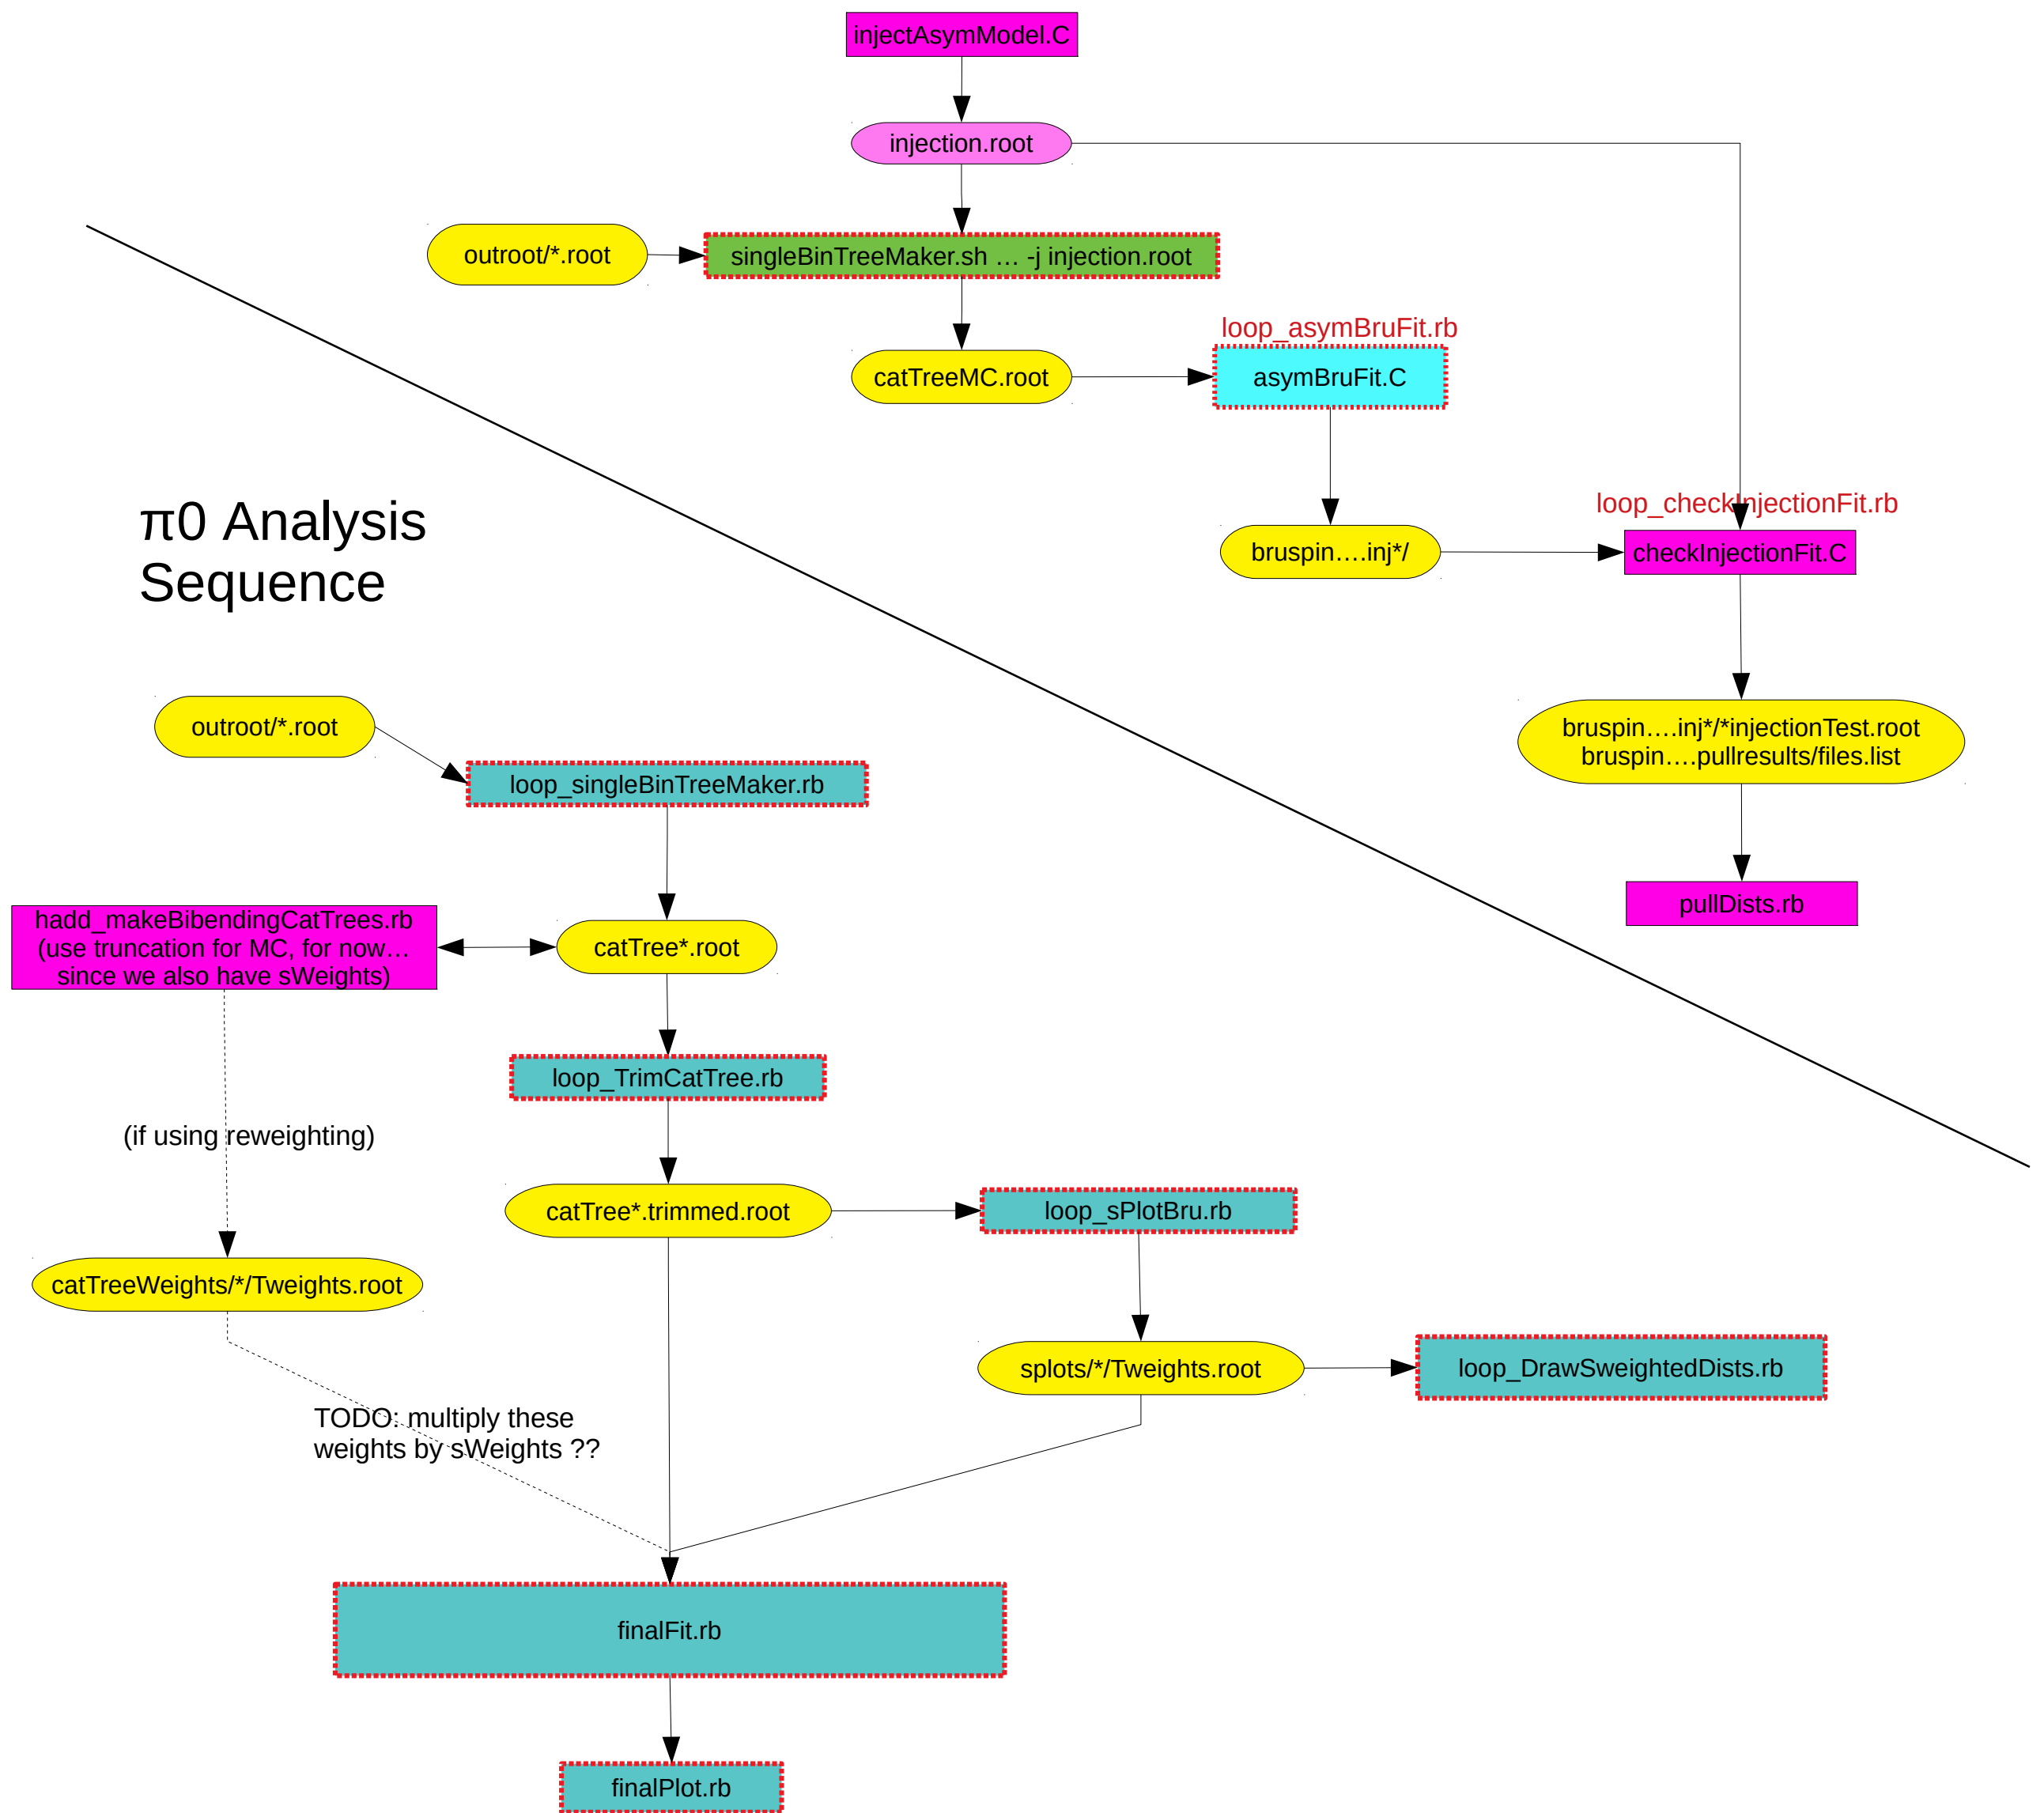 injectAsymModel.C
injection.root
outroot/*.root
singleBinTreeMaker.sh … -j injection.root
loop_asymBruFit.rb
catTreeMC.root
asymBruFit.C
π0 Analysis
Sequence
loop_checkInjectionFit.rb
bruspin….inj*/
checkInjectionFit.C
bruspin….inj*/*injectionTest.root
bruspin….pullresults/files.list
outroot/*.root
loop_singleBinTreeMaker.rb
pullDists.rb
hadd_makeBibendingCatTrees.rb
(use truncation for MC, for now…
since we also have sWeights)
catTree*.root
loop_TrimCatTree.rb
(if using reweighting)
catTree*.trimmed.root
loop_sPlotBru.rb
catTreeWeights/*/Tweights.root
splots/*/Tweights.root
loop_DrawSweightedDists.rb
TODO: multiply these
weights by sWeights ??
finalFit.rb
finalPlot.rb